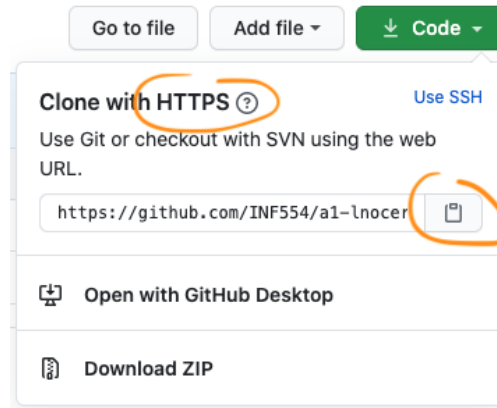 Go to file
Add file
Code
Clone with HTTPS
Use SSH
Use Git or checkout with SVN using the web
URL.
https://github.com/INF554/a1-lnocer
Open with GitHub Desktop
Download ZIP